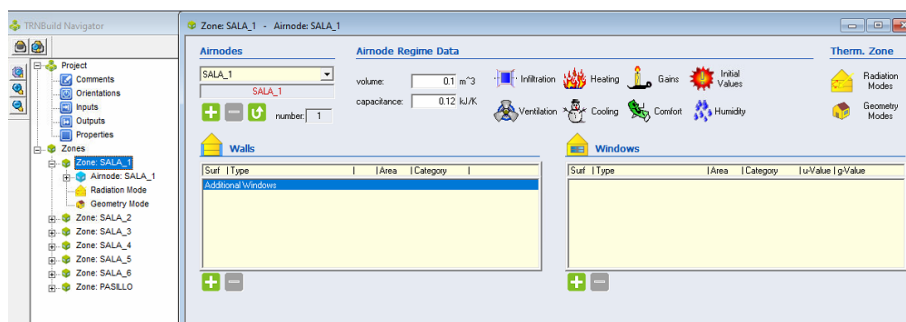 TRNBuild Navigator
Project
Comments
Orientations
Inputs
Outputs
Properties
Zones
Zone: SALA_1
Airnode: SALA_1
Radiation Mode
Geometry Mode
Zone: SALA_2
Zone: SALA_3
Zone: SALA_4
Zone: SALA_5
Zone: SALA_6
Zone: PASILLO
Zone: SALA_1 - Airnode: SALA_1
Airnodes
SALA_1
SALA_1
number: 1
Airnode Regime Data
volume: 0.1 m^3
capacitance: 0.12 kJ/K
Infiltration
Heating
Gains
Initial
Values
Ventilation
Cooling
Comfort
Humidity
Therm. Zone
Radiation
Modes
Geometry
Modes
Walls
Surf |Type | |Area |Category |
Additional Windows
Windows
Surf |Type |Area |Category |u-Value |g-Value